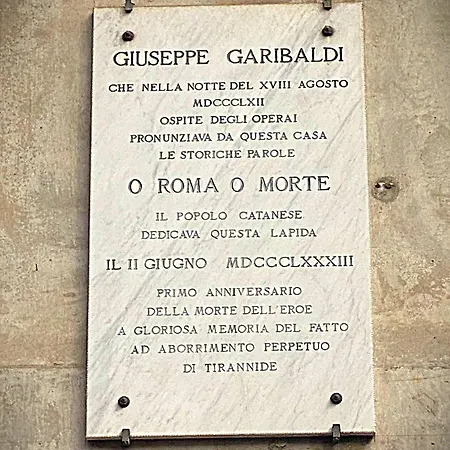 GIUSEPPE GARIBALDI
CHE NELLA NOTTE DEL XVIII AGOSTO
MDCCCLXII
OSPITE DEGLI OPERAI
PRONUNZIAVA DA QUESTA CASA
LE STORICHE PAROLE
O ROMA O MORTE
IL POPOLO CATANESE
DEDICAVA QUESTA LAPIDA
IL II GIUGNO MDCCCLXXXIII
PRIMO ANNIVERSARIO
DELLA MORTE DELL'EROE
A GLORIOSA MEMORIA DEL FATTO
AD ABORRIMENTO PERPETUO
DI TIRANNIDE